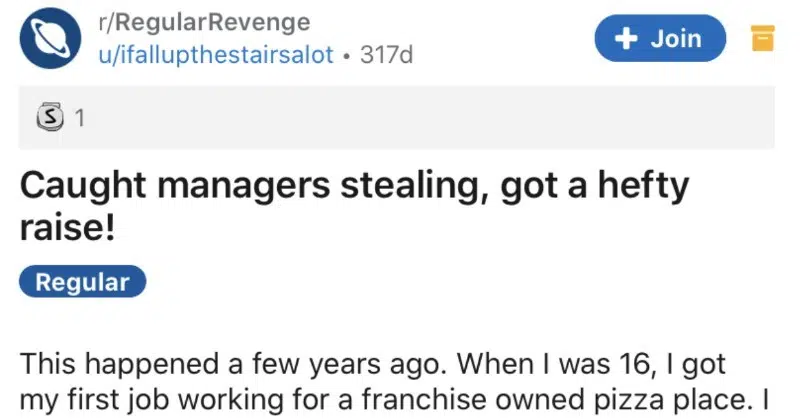 r/RegularRevenge
u/ifallupthestairsalot • 317d
+ Join
S 1
Caught managers stealing, got a hefty
raise!
Regular
This happened a few years ago. When I was 16, I got
my first job working for a franchise owned pizza place. I